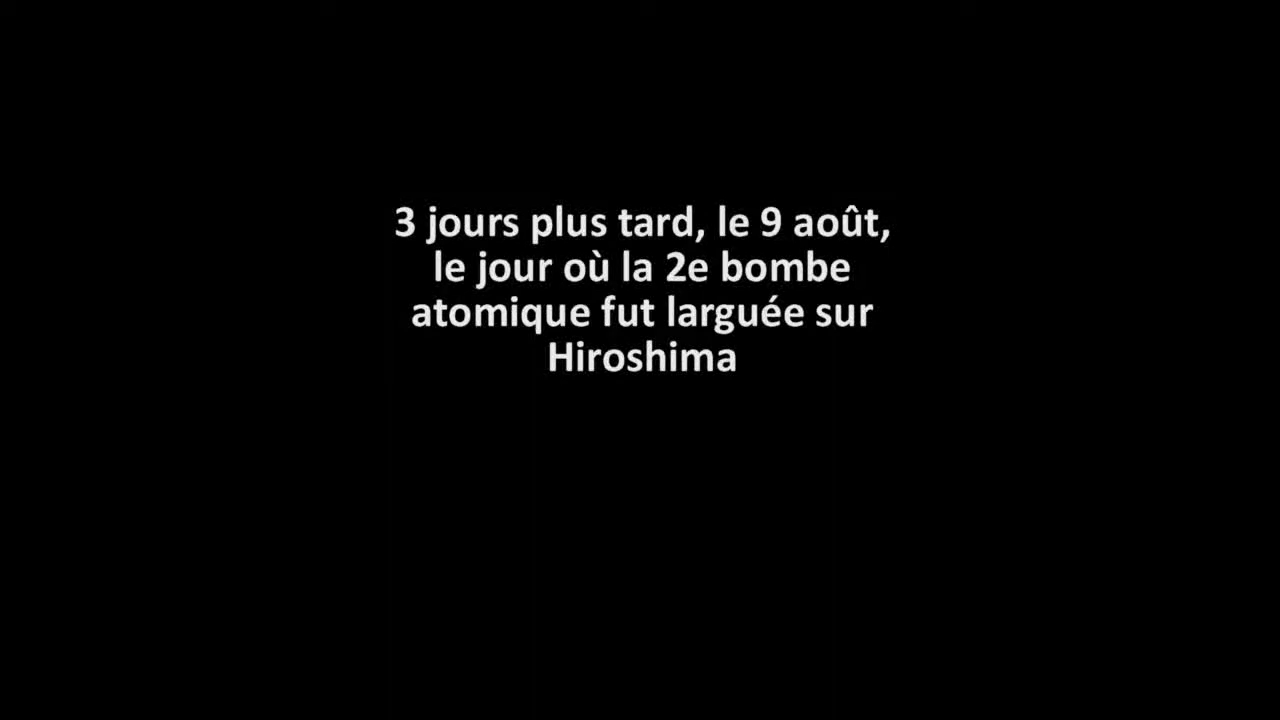 3 jours plus tard, le 9 août,
le jour où la 2e bombe
atomique fut larguée sur
Hiroshima